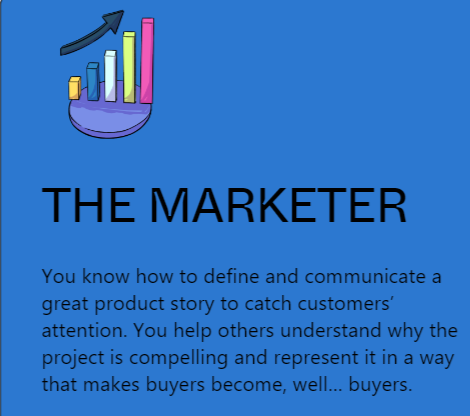 THE MARKETER
You know how to define and communicate a
great product story to catch customers’
attention. You help others understand why the
project is compelling and represent it in a way
that makes buyers become, well... buyers.